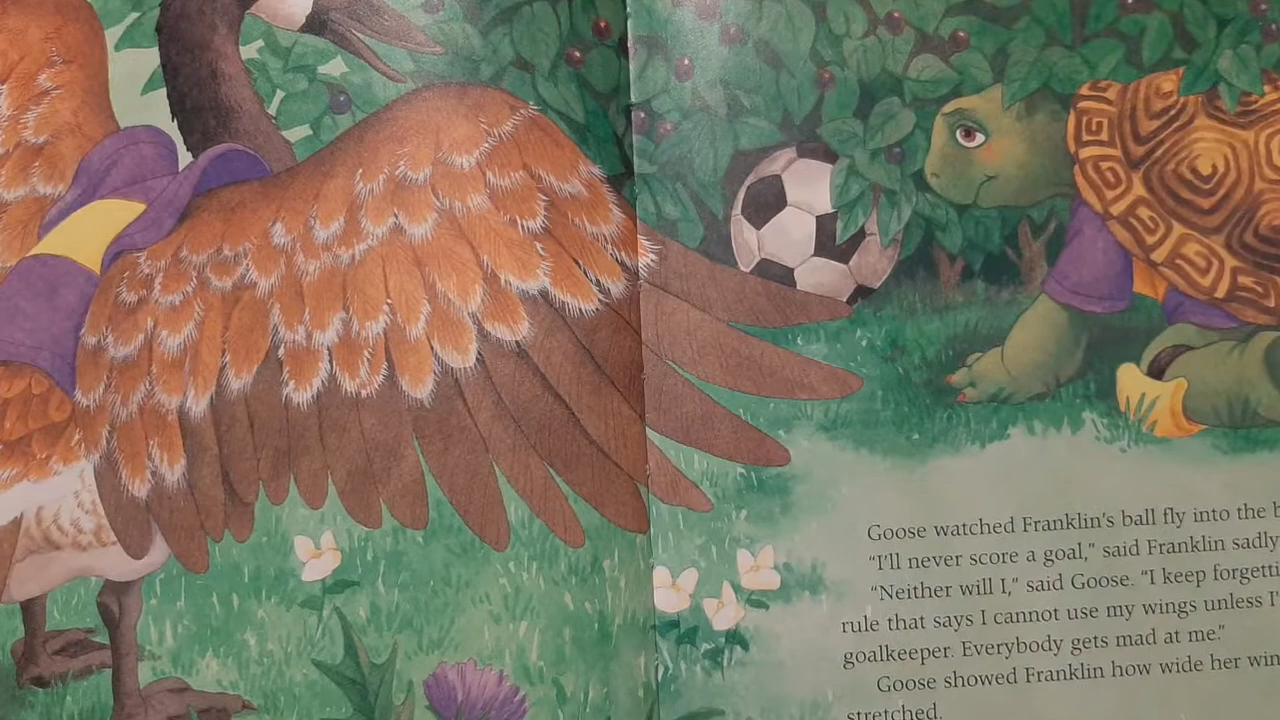 Goose watched Franklin's ball fly into the
"I'll never score a goal," said Franklin sadly
"Neither will I," said Goose. "I keep
rule that says I cannot use my wings unless
goalkeeper. Everybody gets mad at me."
Goose showed Franklin how wide her
stretched.